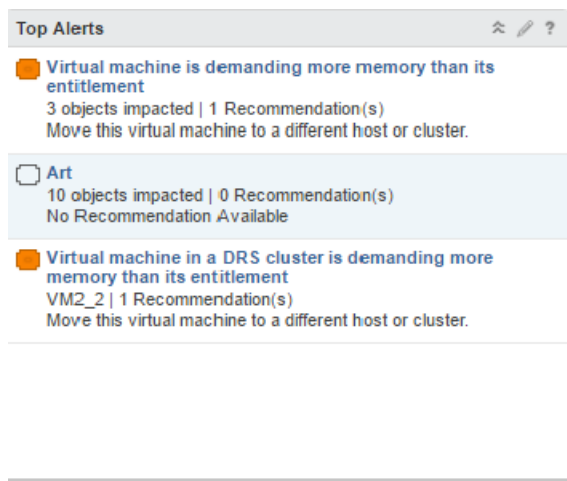 Top Alerts ?
Virtual machine is demanding more memory than its
entitlement
3 objects impacted | 1 Recommendation(s)
Move this virtual machine to a different host or cluster.
Art
10 objects impacted | 0 Recommendation(s)
No Recommendation Available
Virtual machine in a DRS cluster is demanding more
memory than its entitlement
VM2_2 | 1 Recommendation(s)
Move this virtual machine to a different host or cluster.